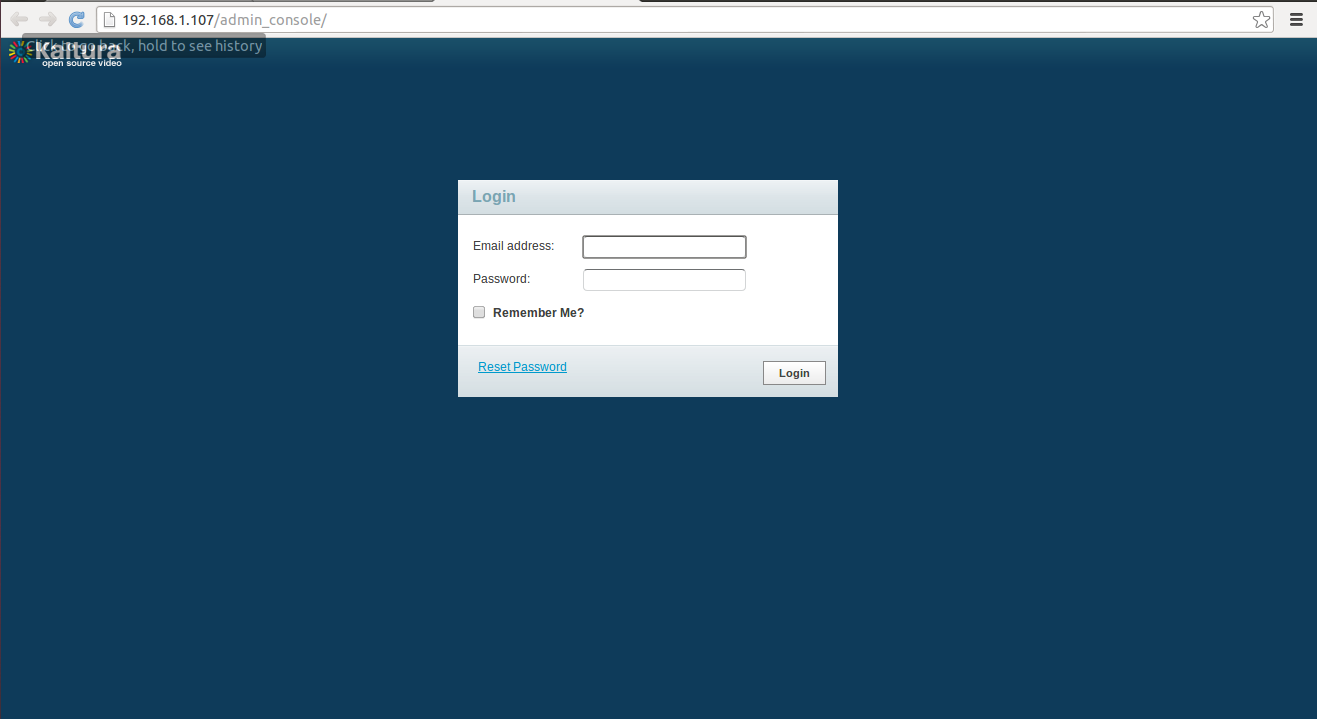 192.168.1.107/admin_console/
Click to go back, hold to see history
Kaltura
open source video
Login
Email address:
Password:
Remember Me?
Reset Password
Login